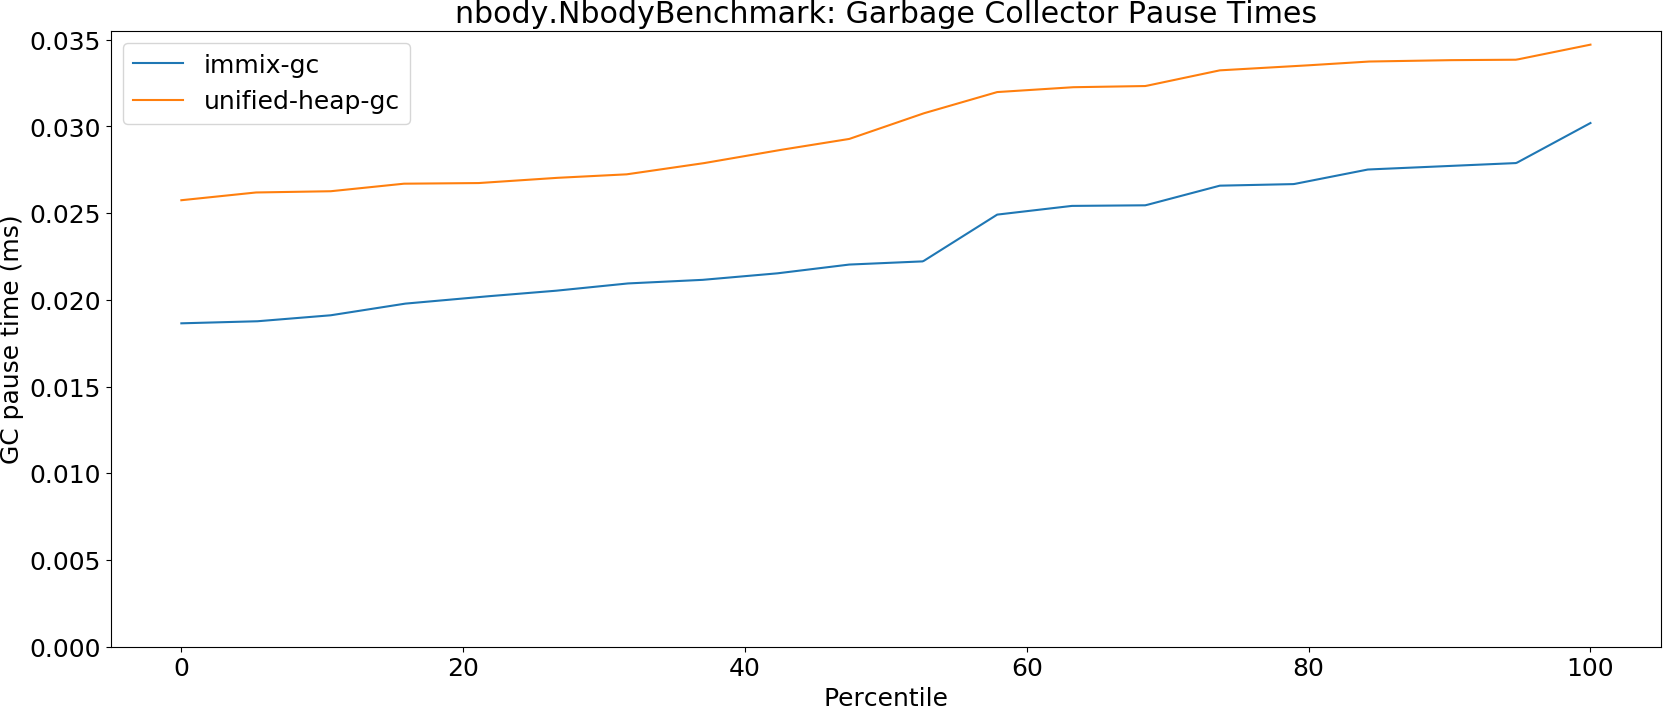 nbody.NbodyBenchmark: Garbage Collector Pause Times
immix-gc
unified-heap-gc
GC pause time (ms)
0.035
0.030
0.025
0.020
0.015
0.010
0.005
0.000
0 20 40 60 80 100
Percentile